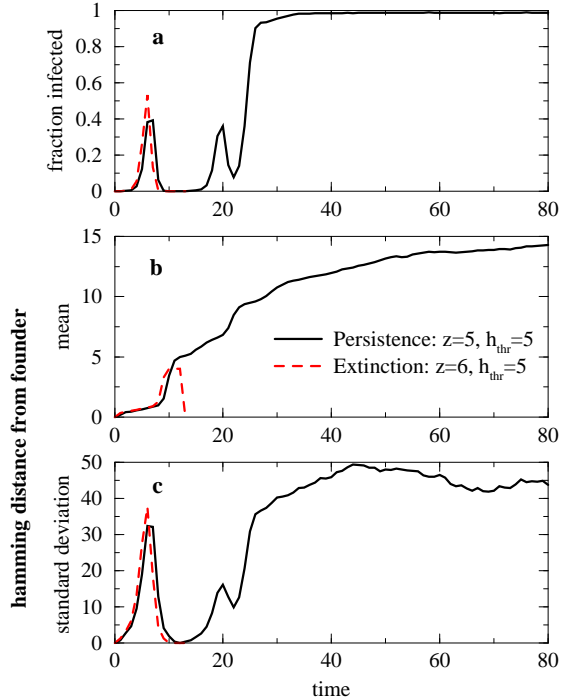 a
fraction infected
1
0.8
0.6
0.4
0.2
0
0 20 40 60 80
b
mean
15
10
5
0
0 20 40 60 80
Persistence: z=5, h_thr=5
Extinction: z=6, h_thr=5
hamming distance from founder
c
standard deviation
50
40
30
20
10
0
0 20 40 60 80
time